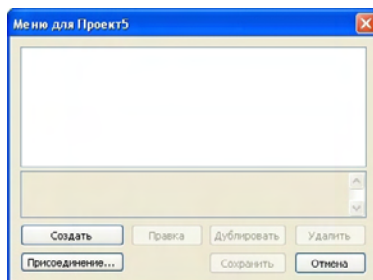 Меню для Проект5
Создать Правка Дублировать Удалить
Присоединение... Сохранить Отмена